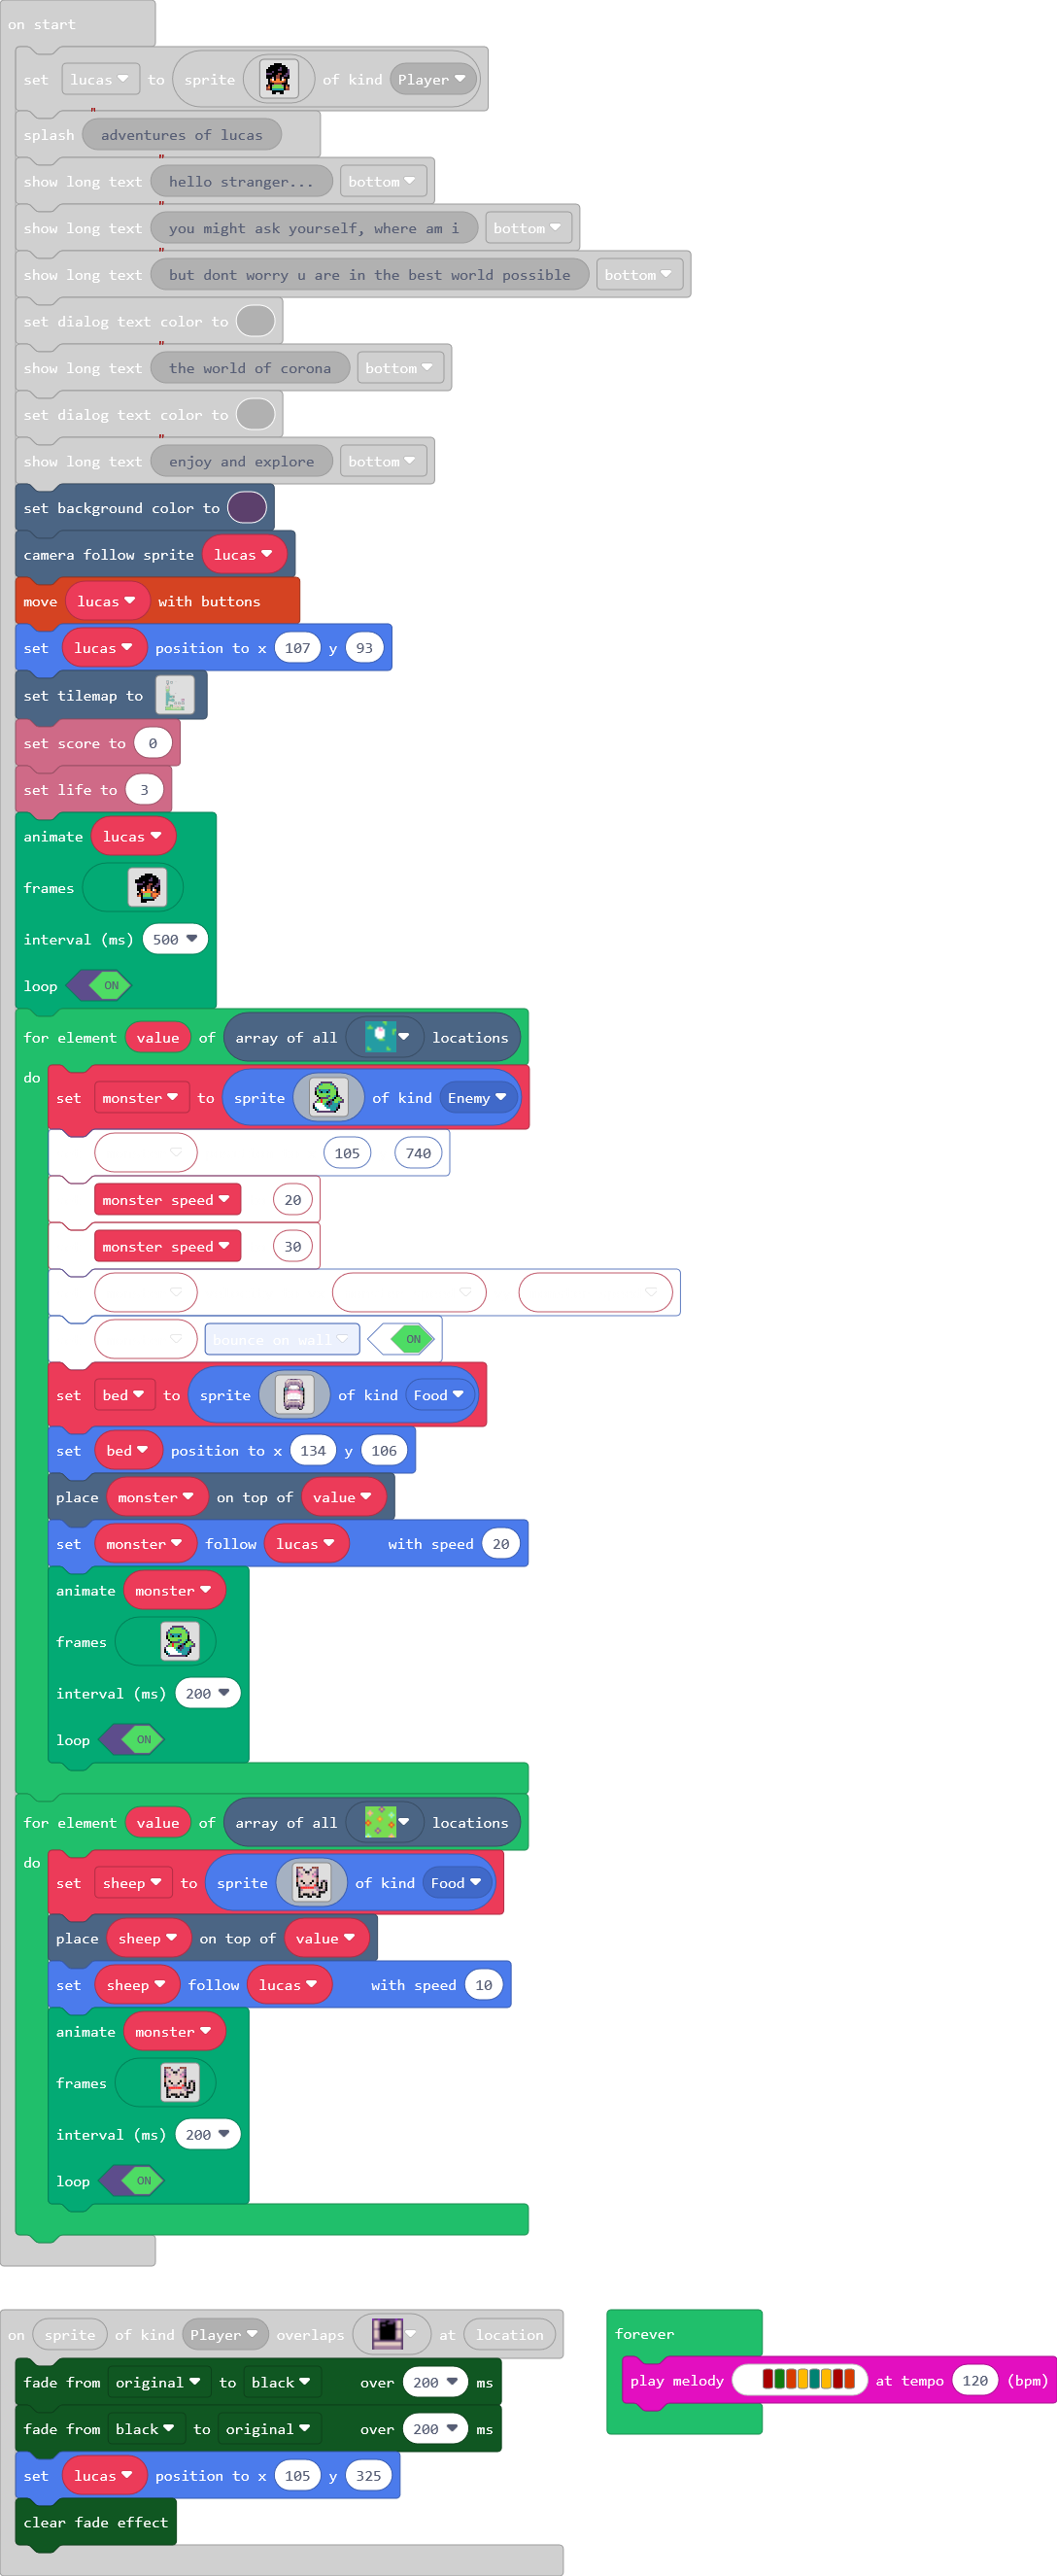 on start
set lucas to sprite of kind Player
splash " adventures of lucas
show long text " hello stranger... bottom
show long text " you might ask yourself, where am i bottom
show long text " but dont worry u are in the best world possible bottom
set dialog text color to
show long text " the world of corona bottom
set dialog text color to
show long text " enjoy and explore bottom
set background color to
camera follow sprite lucas
move lucas with buttons
set lucas position to x 107 y 93
set tilemap to
set score to 0
set life to 3
animate lucas
frames
interval (ms) 500
loop ON
for element value of array of all locations
do
set monster to sprite of kind Enemy
105 740
monster speed 20
monster speed 30
bounce on wall ON
set bed to sprite of kind Food
set bed position to x 134 y 106
place monster on top of value
set monster follow lucas with speed 20
animate monster
frames
interval (ms) 200
loop ON
for element value of array of all locations
do
set sheep to sprite of kind Food
place sheep on top of value
set sheep follow lucas with speed 10
animate monster
frames
interval (ms) 200
loop ON
on sprite of kind Player overlaps at location
fade from original to black over 200 ms
fade from black to original over 200 ms
set lucas position to x 105 y 325
clear fade effect
forever
play melody at tempo 120 (bpm)